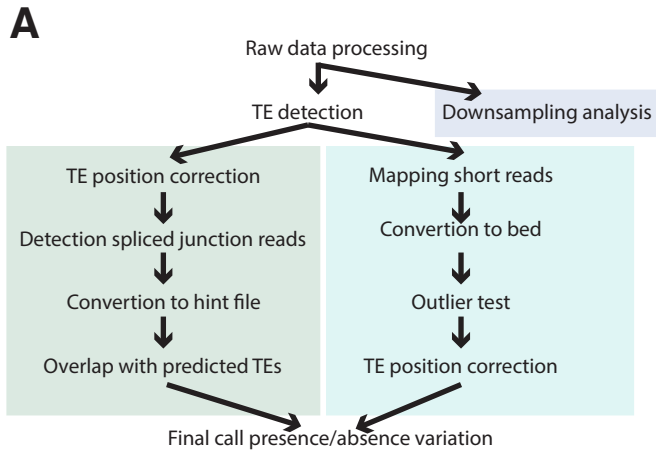 A
Raw data processing
TE detection
Downsampling analysis
TE position correction
Detection spliced junction reads
Convertion to hint file
Overlap with predicted TEs
Mapping short reads
Convertion to bed
Outlier test
TE position correction
Final call presence/absence variation